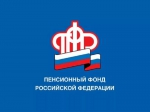 ПЕНСИОННЫЙ ФОНД
РОССИЙСКОЙ ФЕДЕРАЦИИ